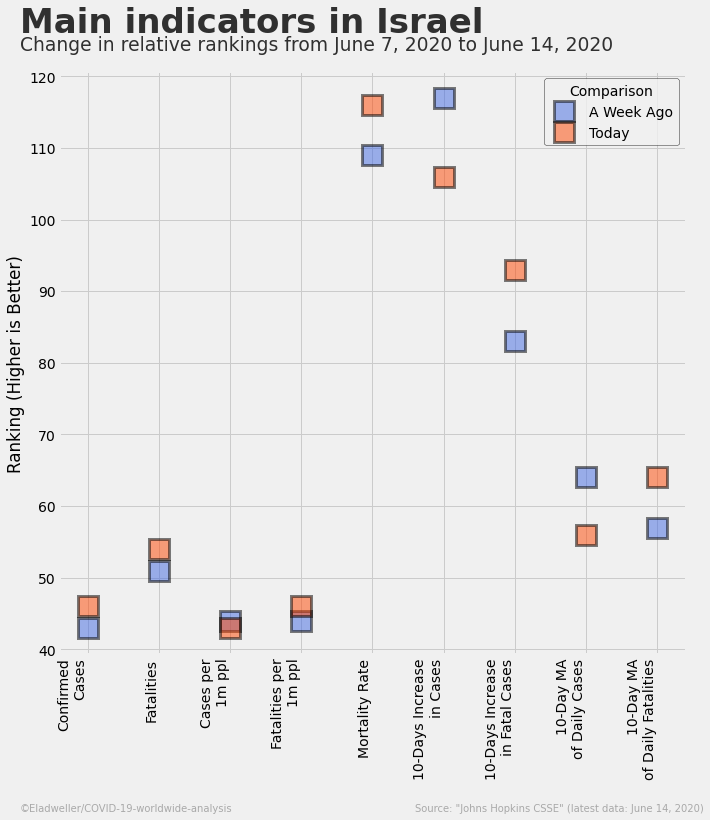 Main indicators in Israel
Change in relative rankings from June 7, 2020 to June 14, 2020
Comparison
A Week Ago
Today
Ranking (Higher is Better)
120
110
100
90
80
70
60
50
40
Confirmed
Cases
Fatalities
Cases per
1m ppl
Fatalities per
1m ppl
Mortality Rate
10-Days Increase
in Cases
10-Days Increase
in Fatal Cases
10-Day MA
of Daily Cases
10-Day MA
of Daily Fatalities
©Eladweller/COVID-19-worldwide-analysis
Source: "Johns Hopkins CSSE" (latest data: June 14, 2020)